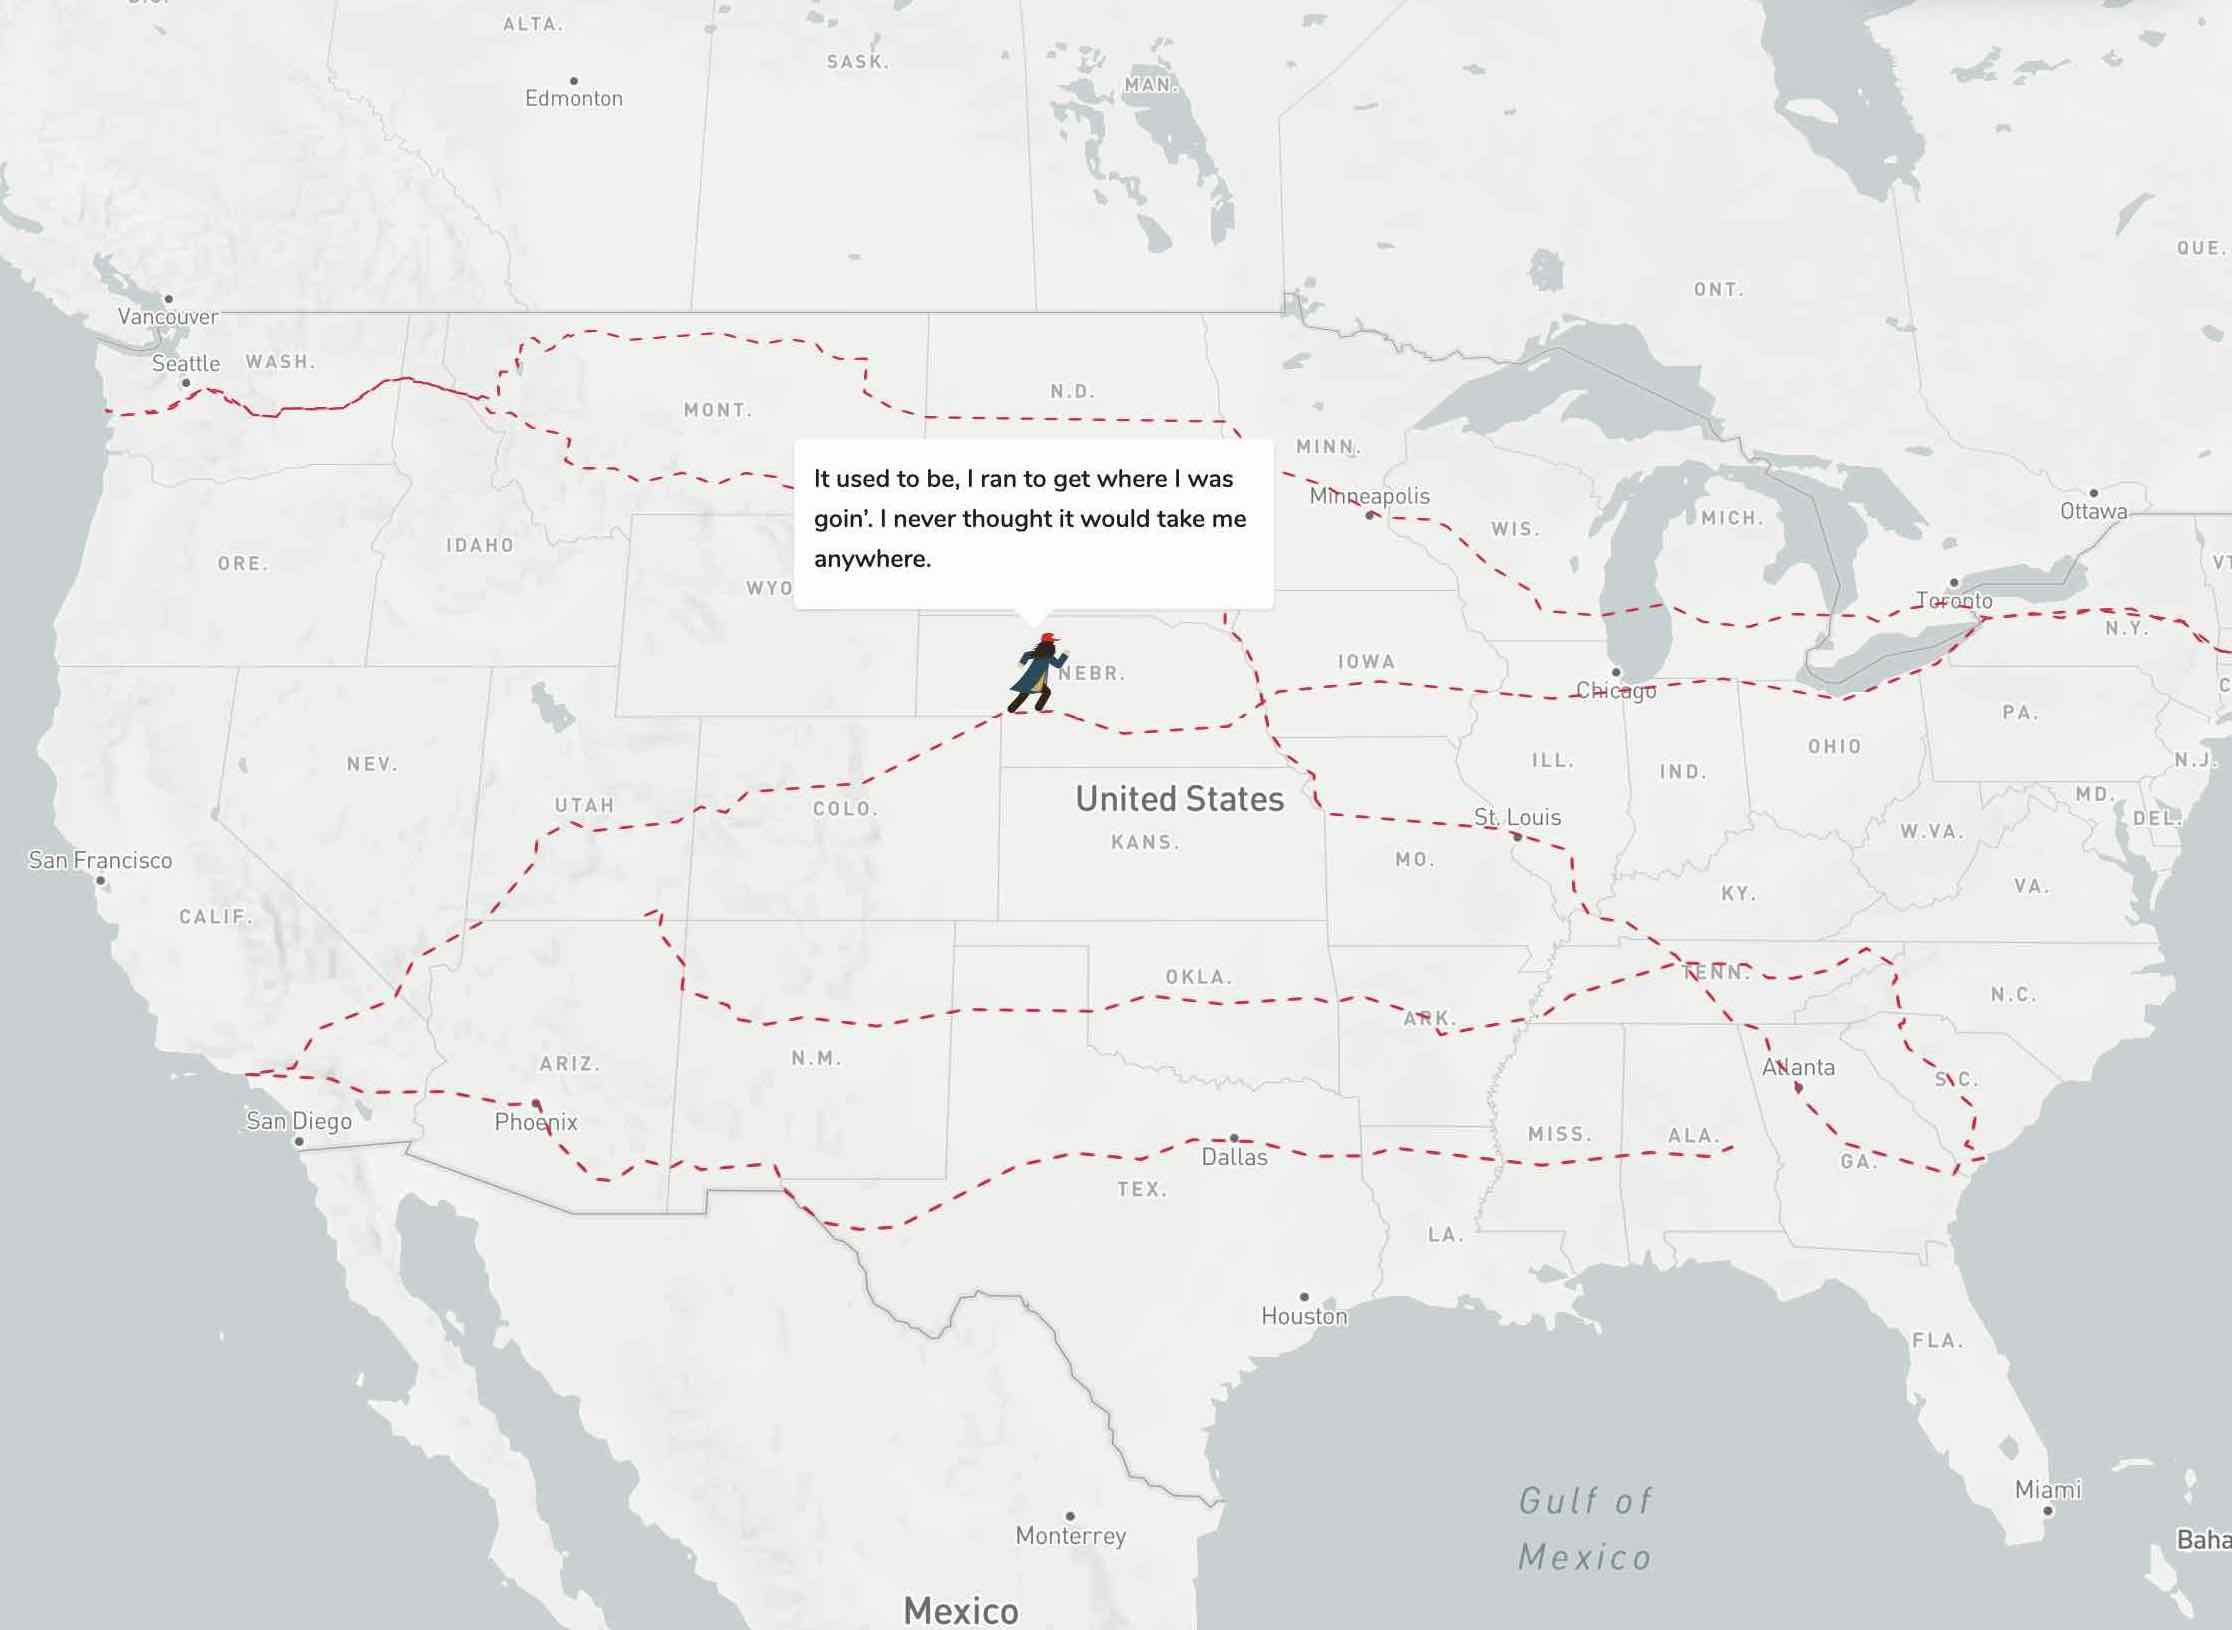 ALTA.
SASK.
MAN.
Edmonton
QUE.
ONT.
Vancouver
Seattle
WASH.
MONT.
N.D.
MINN.
It used to be, I ran to get where I was
goin’. I never thought it would take me
anywhere.
Minneapolis
WIS.
MICH.
Ottawa
ORE.
IDAHO
WYO
VT
Toronto
N.Y.
NEBR.
IOWA
Chicago
PA.
NEV.
UTAH
COLO.
United States
KANS.
ILL.
IND.
OHIO
N.J.
MD.
DEL.
St. Louis
W.VA.
San Francisco
MO.
KY.
VA.
CALIF.
OKLA.
TENN.
N.C.
ARK.
ARIZ.
N.M.
Atlanta
S.C.
San Diego
Phoenix
Dallas
MISS.
ALA.
GA.
TEX.
LA.
Houston
FLA.
Gulf of
Mexico
Miami
Monterrey
Baha
Mexico